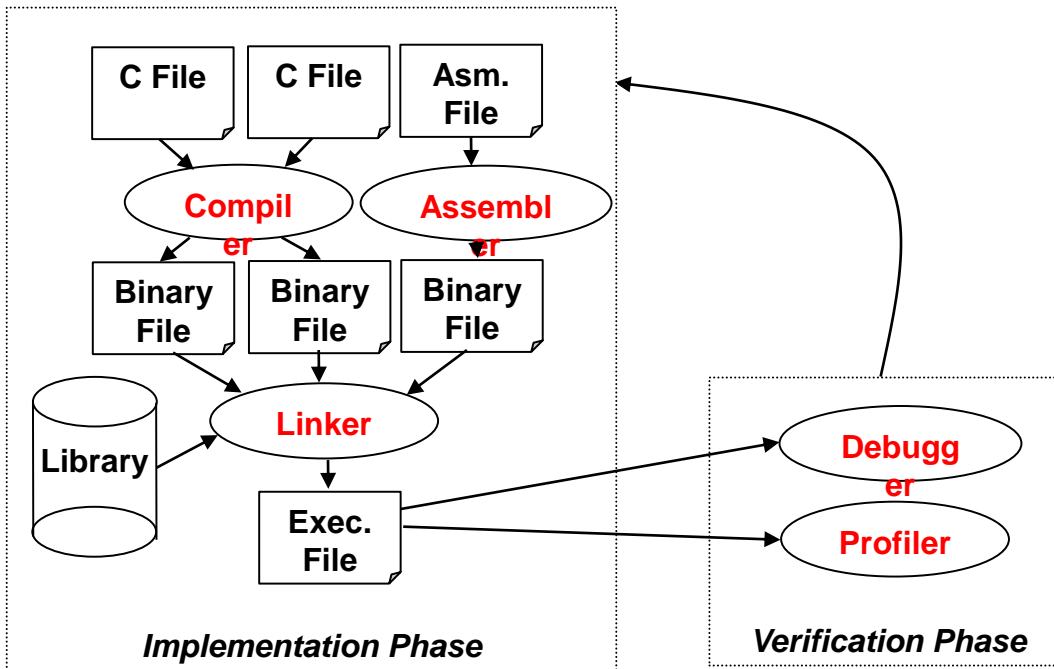 C File
C File
Asm.
File
Compil
er
Assembl
er
Binary
File
Binary
File
Binary
File
Library
Linker
Exec.
File
Debugg
er
Profiler
Implementation Phase
Verification Phase